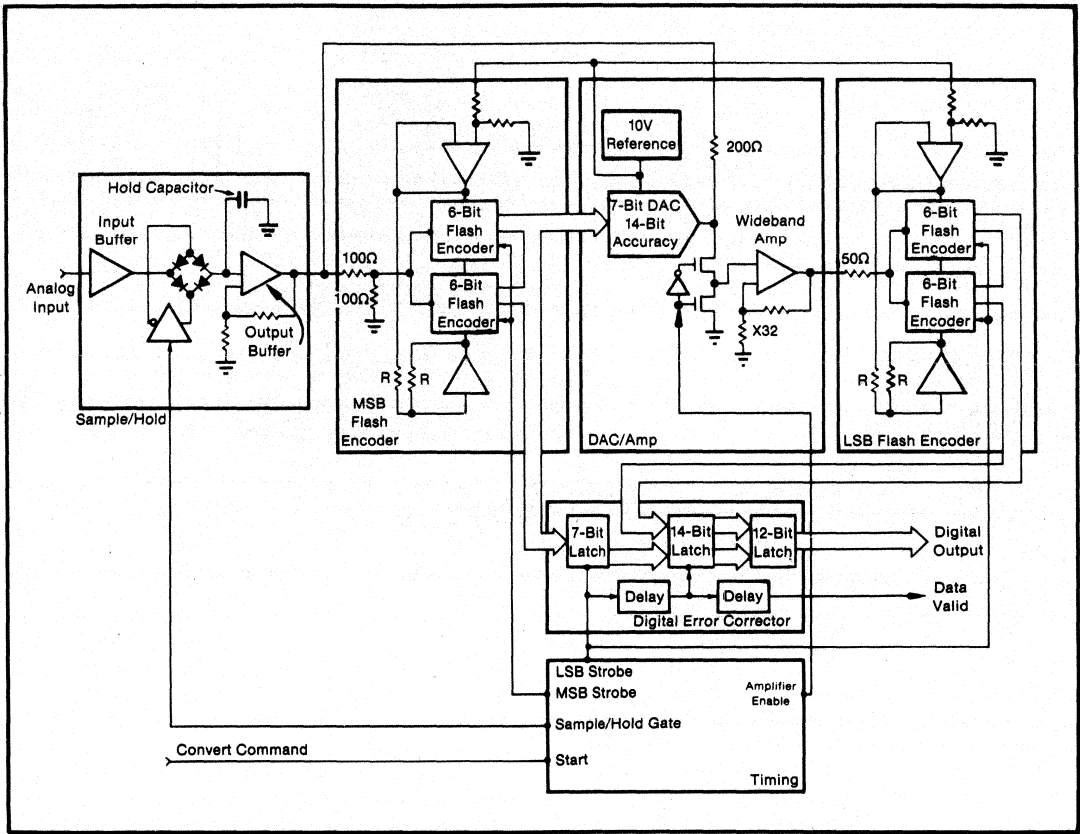 Hold Capacitor
Input
Buffer
Analog
Input
Output
Buffer
Sample/Hold
100Ω
100Ω
6-Bit
Flash
Encoder
6-Bit
Flash
Encoder
R
R
MSB
Flash
Encoder
10V
Reference
200Ω
7-Bit DAC
14-Bit
Accuracy
Wideband
Amp
X32
DAC/Amp
50Ω
6-Bit
Flash
Encoder
6-Bit
Flash
Encoder
R
R
LSB Flash Encoder
7-Bit
Latch
14-Bit
Latch
12-Bit
Latch
Digital
Output
Delay
Delay
Data
Valid
Digital Error Corrector
LSB Strobe
MSB Strobe
Amplifier
Enable
Sample/Hold Gate
Convert Command
Start
Timing